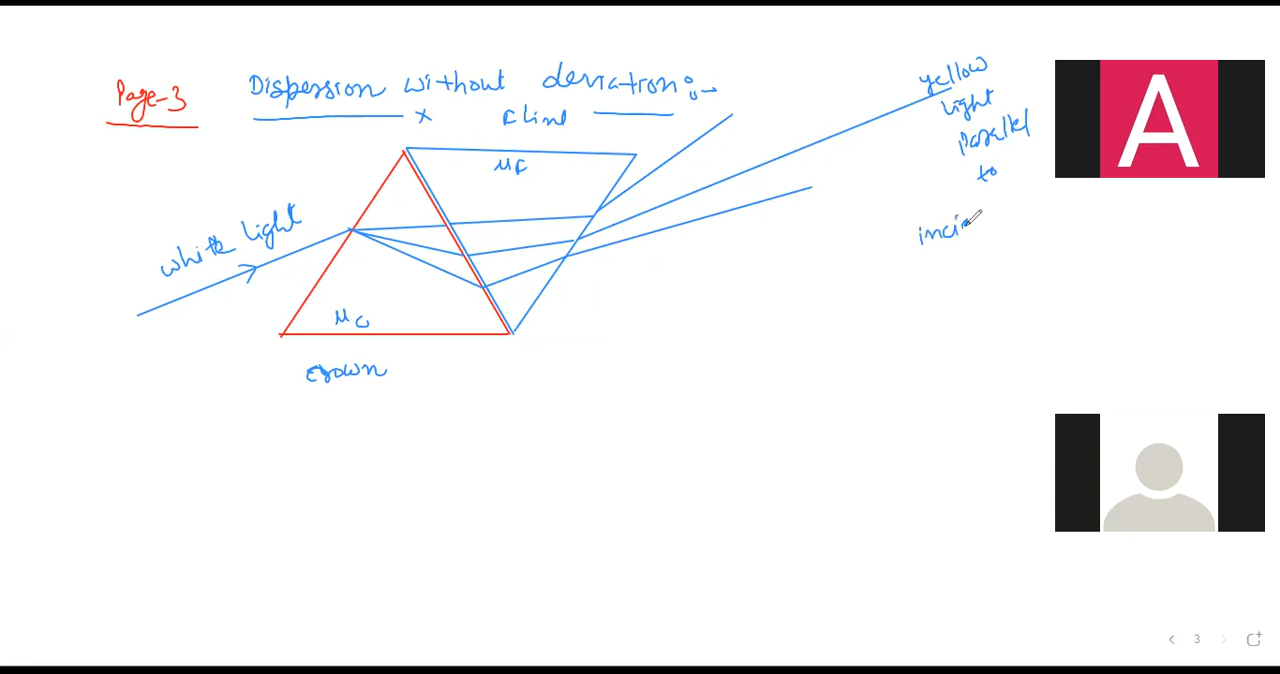 Page-3
Dispersion without deviation:-
Flint
μF
white light
μC
crown
yellow
light
parallel
to
inci
A
3